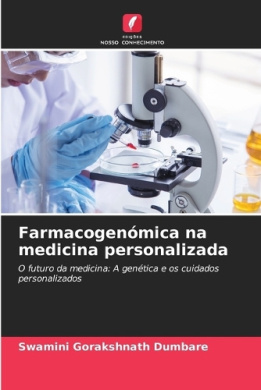 edições
NOSSO CONHECIMENTO
Farmacogenómica na
medicina personalizada
O futuro da medicina: A genética e os cuidados
personalizados
Swamini Gorakshnath Dumbare